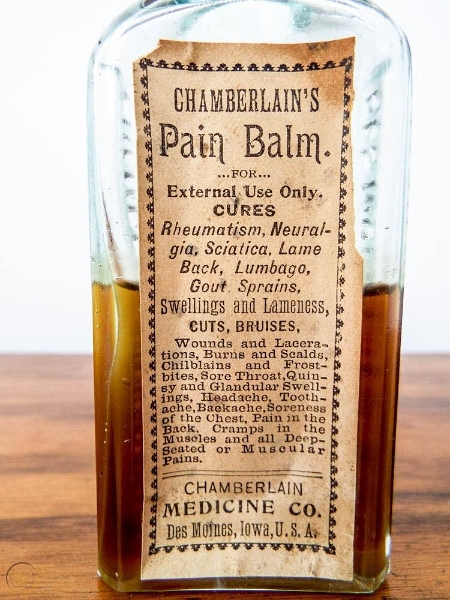 CHAMBERLAIN'S
Pain Balm.
...FOR...
External Use Only.
CURES
Rheumatism, Neural-
gia, Sciatica, Lame
Back, Lumbago,
Gout Sprains,
Swellings and Lameness,
CUTS, BRUISES,
Wounds and Lacera-
tions, Burns and Scalds,
Chilblains and Frost-
bites, Sore Throat, Quin-
sy and Glandular Swell-
ings, Headache, Tooth-
ache, Backache, Soreness
of the Chest, Pain in the
Back, Cramps in the
Muscles and all Deep-
Seated or Muscular
Pains.
CHAMBERLAIN
MEDICINE CO.
Des Moines, Iowa, U.S.A.